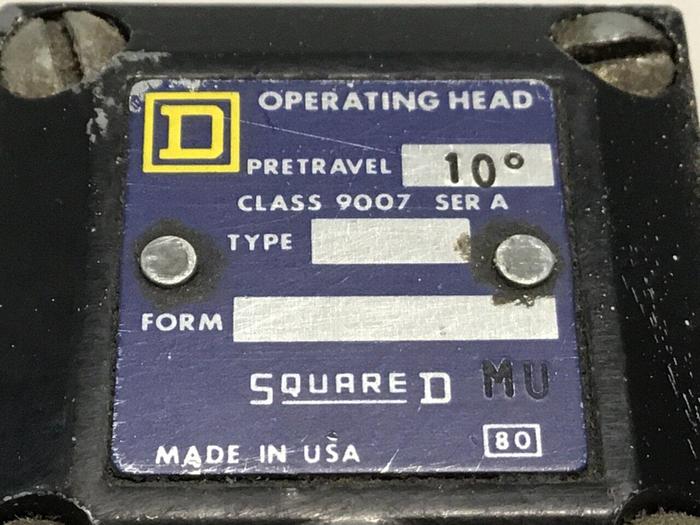 D OPERATING HEAD
PRETRAVEL 10°
CLASS 9007 SER A
TYPE
FORM
SQUARE D MU
MADE IN USA 80